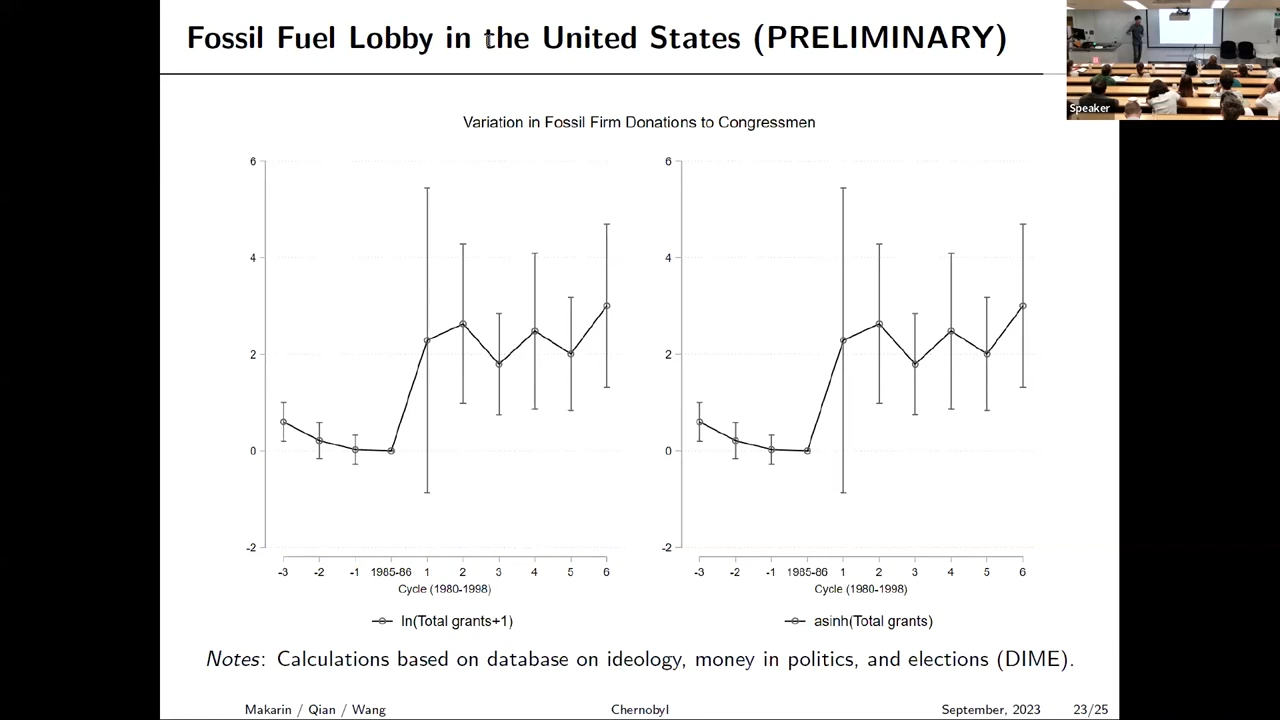 Fossil Fuel Lobby in the United States (PRELIMINARY)
Speaker
Variation in Fossil Firm Donations to Congressmen
6
4
2
0
-2
-3 -2 -1 1985-86 1 2 3 4 5 6
Cycle (1980-1998)
ln(Total grants+1)
6
4
2
0
-2
-3 -2 -1 1985-86 1 2 3 4 5 6
Cycle (1980-1998)
asinh(Total grants)
Notes: Calculations based on database on ideology, money in politics, and elections (DIME).
Makarin / Qian / Wang Chernobyl September, 2023 23/25